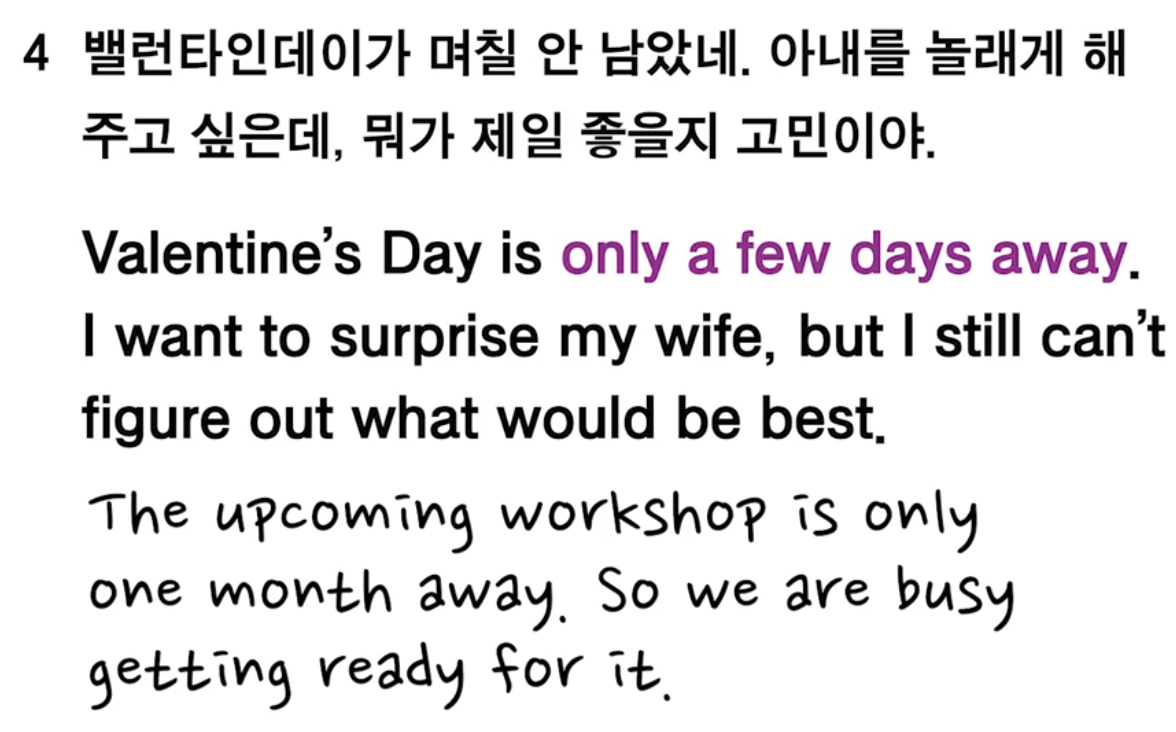 4 밸런타인데이가 며칠 안 남았네. 아내를 놀래게 해
주고 싶은데, 뭐가 제일 좋을지 고민이야.
Valentine’s Day is only a few days away.
I want to surprise my wife, but I still can’t
figure out what would be best.
The upcoming workshop is only
one month away. So we are busy
getting ready for it.